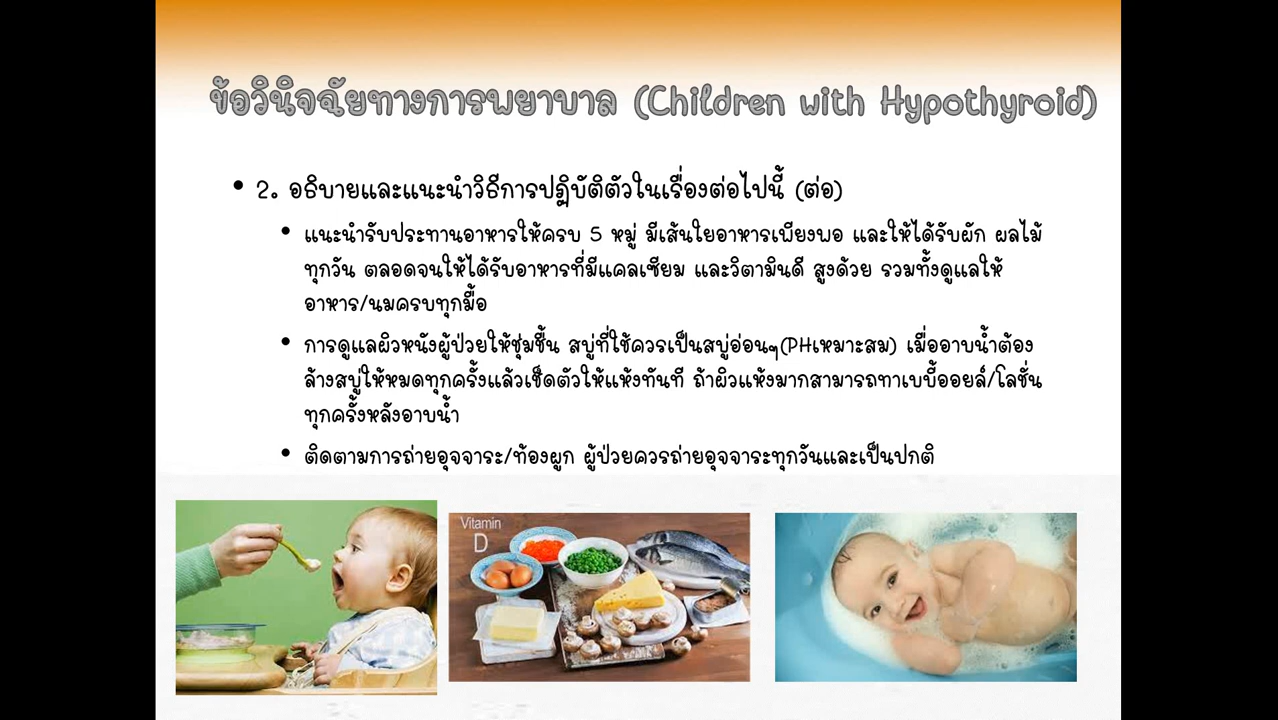 ข้อวินิจฉัยทางการพยาบาล (Children with Hypothyroid)
• 2. อธิบายและแนะนำวิธีการปฏิบัติตัวในเรื่องต่อไปนี้ (ต่อ)
• แนะนำรับประทานอาหารให้ครบ 5 หมู่ มีเส้นใยอาหารเพียงพอ และให้ได้รับผัก ผลไม้
ทุกวัน ตลอดจนให้ได้รับอาหารที่มีแคลเซียม และวิตามินดี สูงด้วย รวมทั้งดูแลให้
อาหาร/นมครบทุกมื้อ
• การดูแลผิวหนังผู้ป่วยให้ชุ่มชื้น สบู่ที่ใช้ควรเป็นสบู่อ่อนๆ(PHเหมาะสม) เมื่ออาบน้ำต้อง
ล้างสบู่ให้หมดทุกครั้งแล้วเช็ดตัวให้แห้งทันที ถ้าผิวแห้งมากสามารถทาเบบี้ออยล์/โลชั่น
ทุกครั้งหลังอาบน้ำ
• ติดตามการถ่ายอุจจาระ/ท้องผูก ผู้ป่วยควรถ่ายอุจจาระทุกวันและเป็นปกติ
Vitamin
D